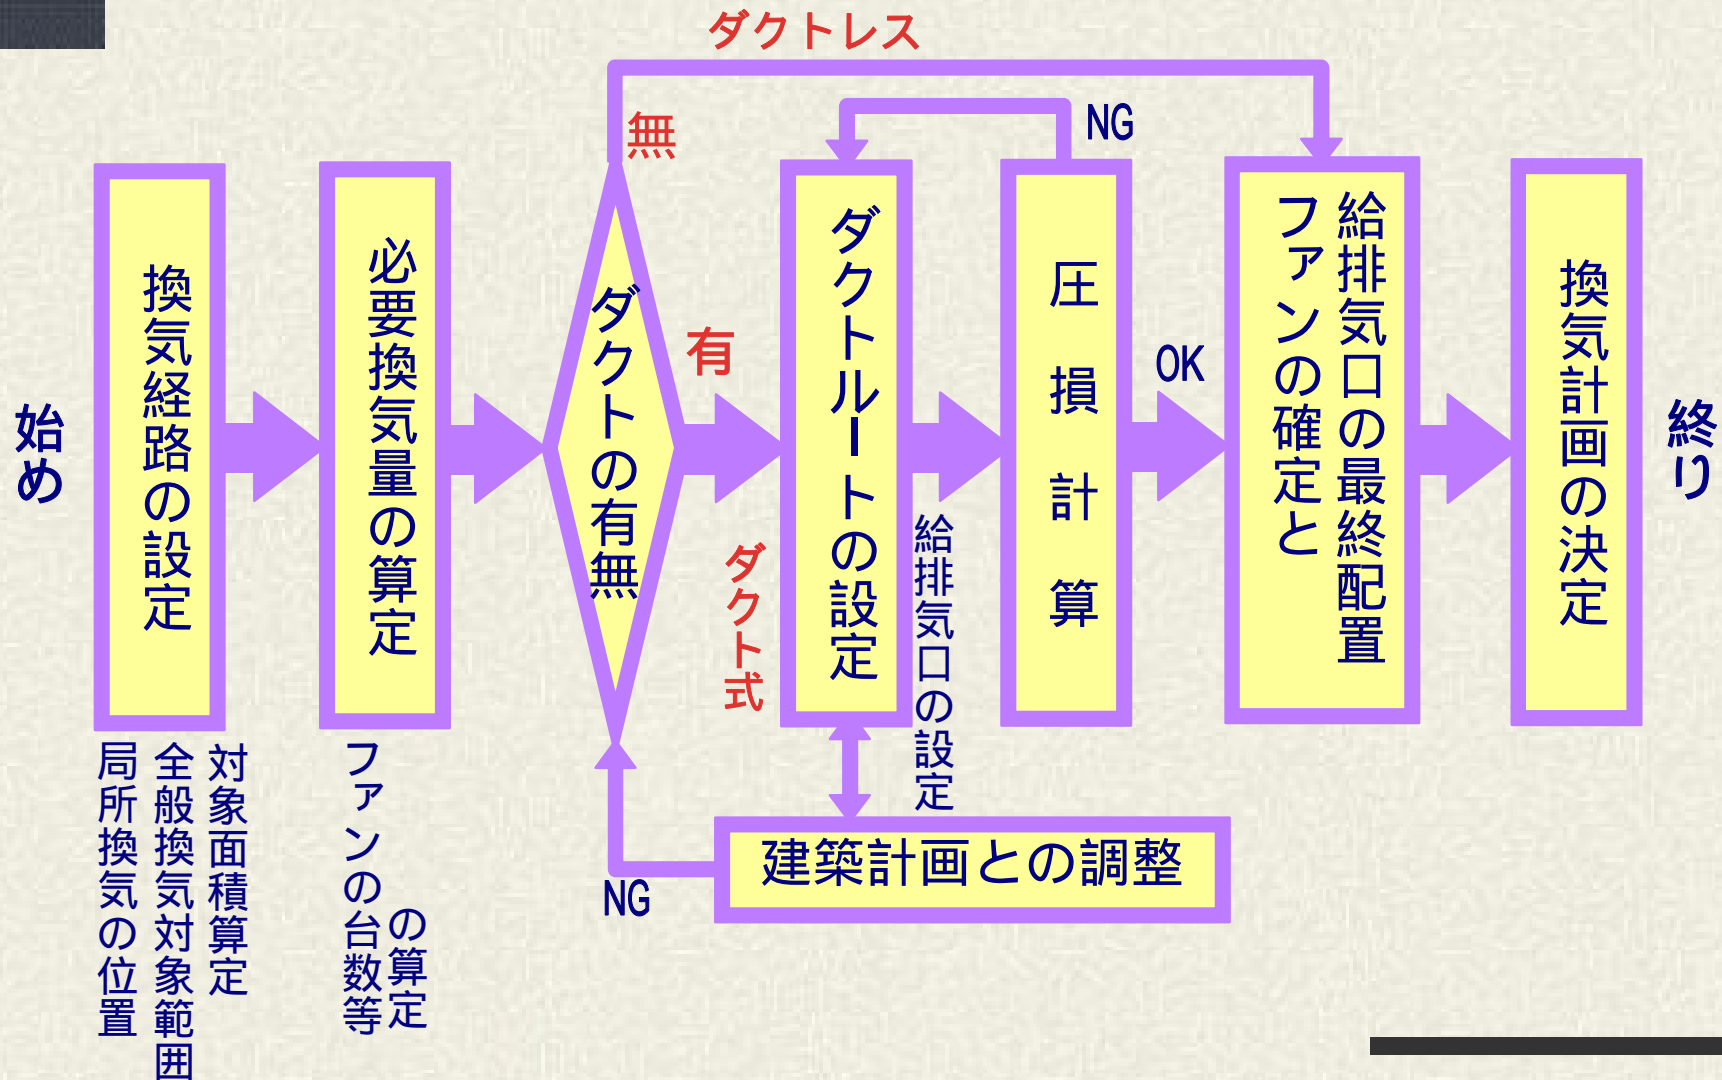 ダクトレス
無
NG
始め
換気経路の設定
必要換気量の算定
ダクトの有無
有
ダクト式
ダクトルートの設定
給排気口の設定
圧損計算
OK
給排気口の最終配置
ファンの確定と
換気計画の決定
終り
対象面積算定
全般換気対象範囲
局所換気の位置
ファンの台数等
の算定
NG
建築計画との調整